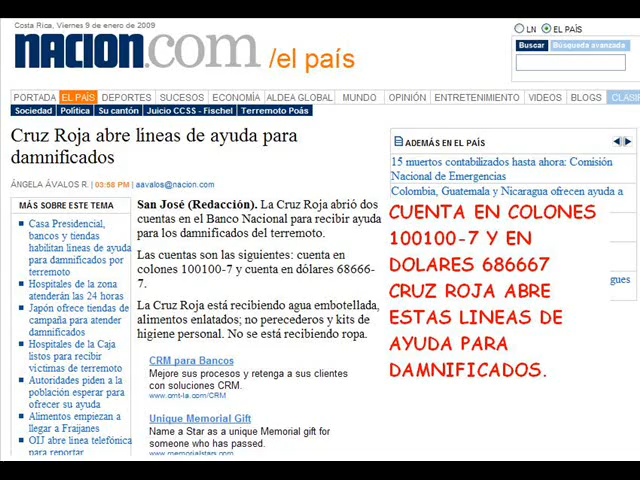 Costa Rica, Viernes 9 de enero de 2009
NACION.com /el país
LN EL PAÍS
Buscar Búsqueda avanzada
PORTADA EL PAÍS DEPORTES SUCESOS ECONOMÍA ALDEA GLOBAL MUNDO OPINIÓN ENTRETENIMIENTO VIDEOS BLOGS CLASIF
Sociedad Política Su cantón Juicio CCSS - Fischel Terremoto Poás
Cruz Roja abre líneas de ayuda para
damnificados
ÁNGELA ÁVALOS R. | 03:58 PM | aavalos@nacion.com
MÁS SOBRE ESTE TEMA
Casa Presidencial,
bancos y tiendas
habilitan líneas de ayuda
para damnificados por
terremoto
Hospitales de la zona
atenderán las 24 horas
Japón ofrece tiendas de
campaña para atender
damnificados
Hospitales de la Caja
listos para recibir
víctimas de terremoto
Autoridades piden a la
población esperar para
ofrecer su ayuda
Alimentos empiezan a
llegar a Fraijanes
OIJ abre línea telefónica
para reportar
San José (Redacción). La Cruz Roja abrió dos
cuentas en el Banco Nacional para recibir ayuda
para los damnificados del terremoto.
Las cuentas son las siguientes: cuenta en
colones 100100-7 y cuenta en dólares 68666-
7.
La Cruz Roja está recibiendo agua embotellada,
alimentos enlatados; no perecederos y kits de
higiene personal. No se está recibiendo ropa.
CRM para Bancos
Mejore sus procesos y retenga a sus clientes
con soluciones CRM.
www.cmt-la.com/CRM
Unique Memorial Gift
Name a Star as a unique Memorial gift for
someone who has passed.
www.memorialstars.com
ADEMÁS EN EL PAÍS
15 muertos contabilizados hasta ahora: Comisión
Nacional de Emergencias
Colombia, Guatemala y Nicaragua ofrecen ayuda a
gues
CUENTA EN COLONES
100100-7 Y EN
DOLARES 686667
CRUZ ROJA ABRE
ESTAS LINEAS DE
AYUDA PARA
DAMNIFICADOS.